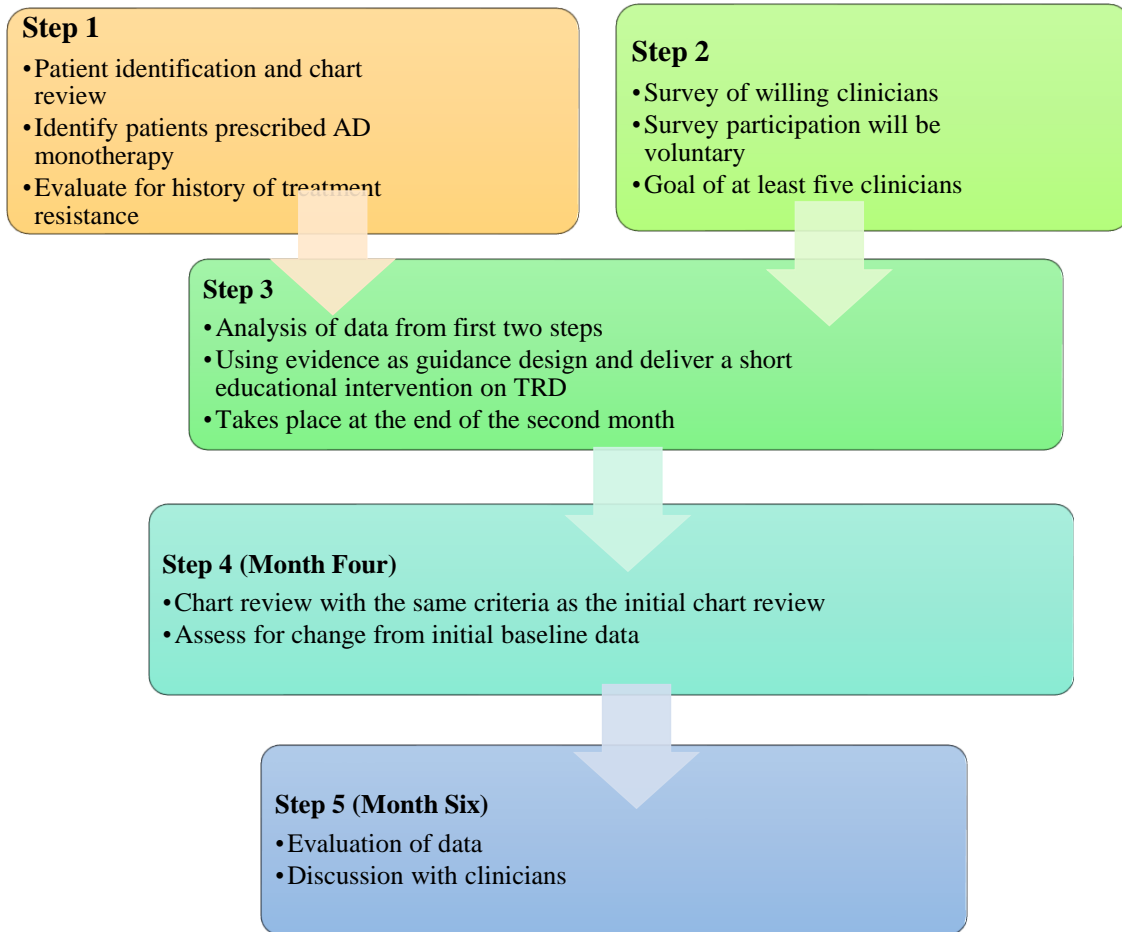 Step 1
•Patient identification and chart
review
•Identify patients prescribed AD
monotherapy
•Evaluate for history of treatment
resistance
Step 2
•Survey of willing clinicians
•Survey participation will be
voluntary
•Goal of at least five clinicians
Step 3
•Analysis of data from first two steps
•Using evidence as guidance design and deliver a short
educational intervention on TRD
•Takes place at the end of the second month
Step 4 (Month Four)
•Chart review with the same criteria as the initial chart review
•Assess for change from initial baseline data
Step 5 (Month Six)
•Evaluation of data
•Discussion with clinicians